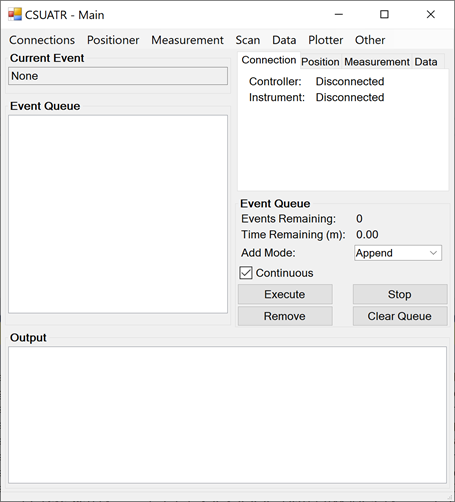 CSUATR - Main
Connections Positioner Measurement Scan Data Plotter Other
Current Event
None
Event Queue
Connection Position Measurement Data
Controller: Disconnected
Instrument: Disconnected
Event Queue
Events Remaining: 0
Time Remaining (m): 0.00
Add Mode: Append
Continuous
Execute Stop
Remove Clear Queue
Output